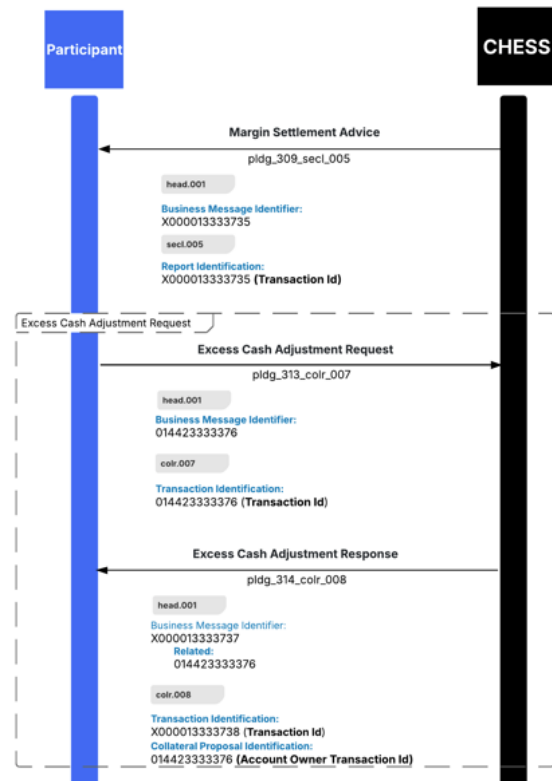 Participant
CHESS
Margin Settlement Advice
pldg_309_secl_005
head.001
Business Message Identifier:
X000013333735
secl.005
Report Identification:
X000013333735 (Transaction Id)
Excess Cash Adjustment Request
Excess Cash Adjustment Request
pldg_313_colr_007
head.001
Business Message Identifier:
014423333376
colr.007
Transaction Identification:
014423333376 (Transaction Id)
Excess Cash Adjustment Response
pldg_314_colr_008
head.001
Business Message Identifier:
X000013333737
Related:
014423333376
colr.008
Transaction Identification:
X000013333738 (Transaction Id)
Collateral Proposal Identification:
014423333376 (Account Owner Transaction Id)